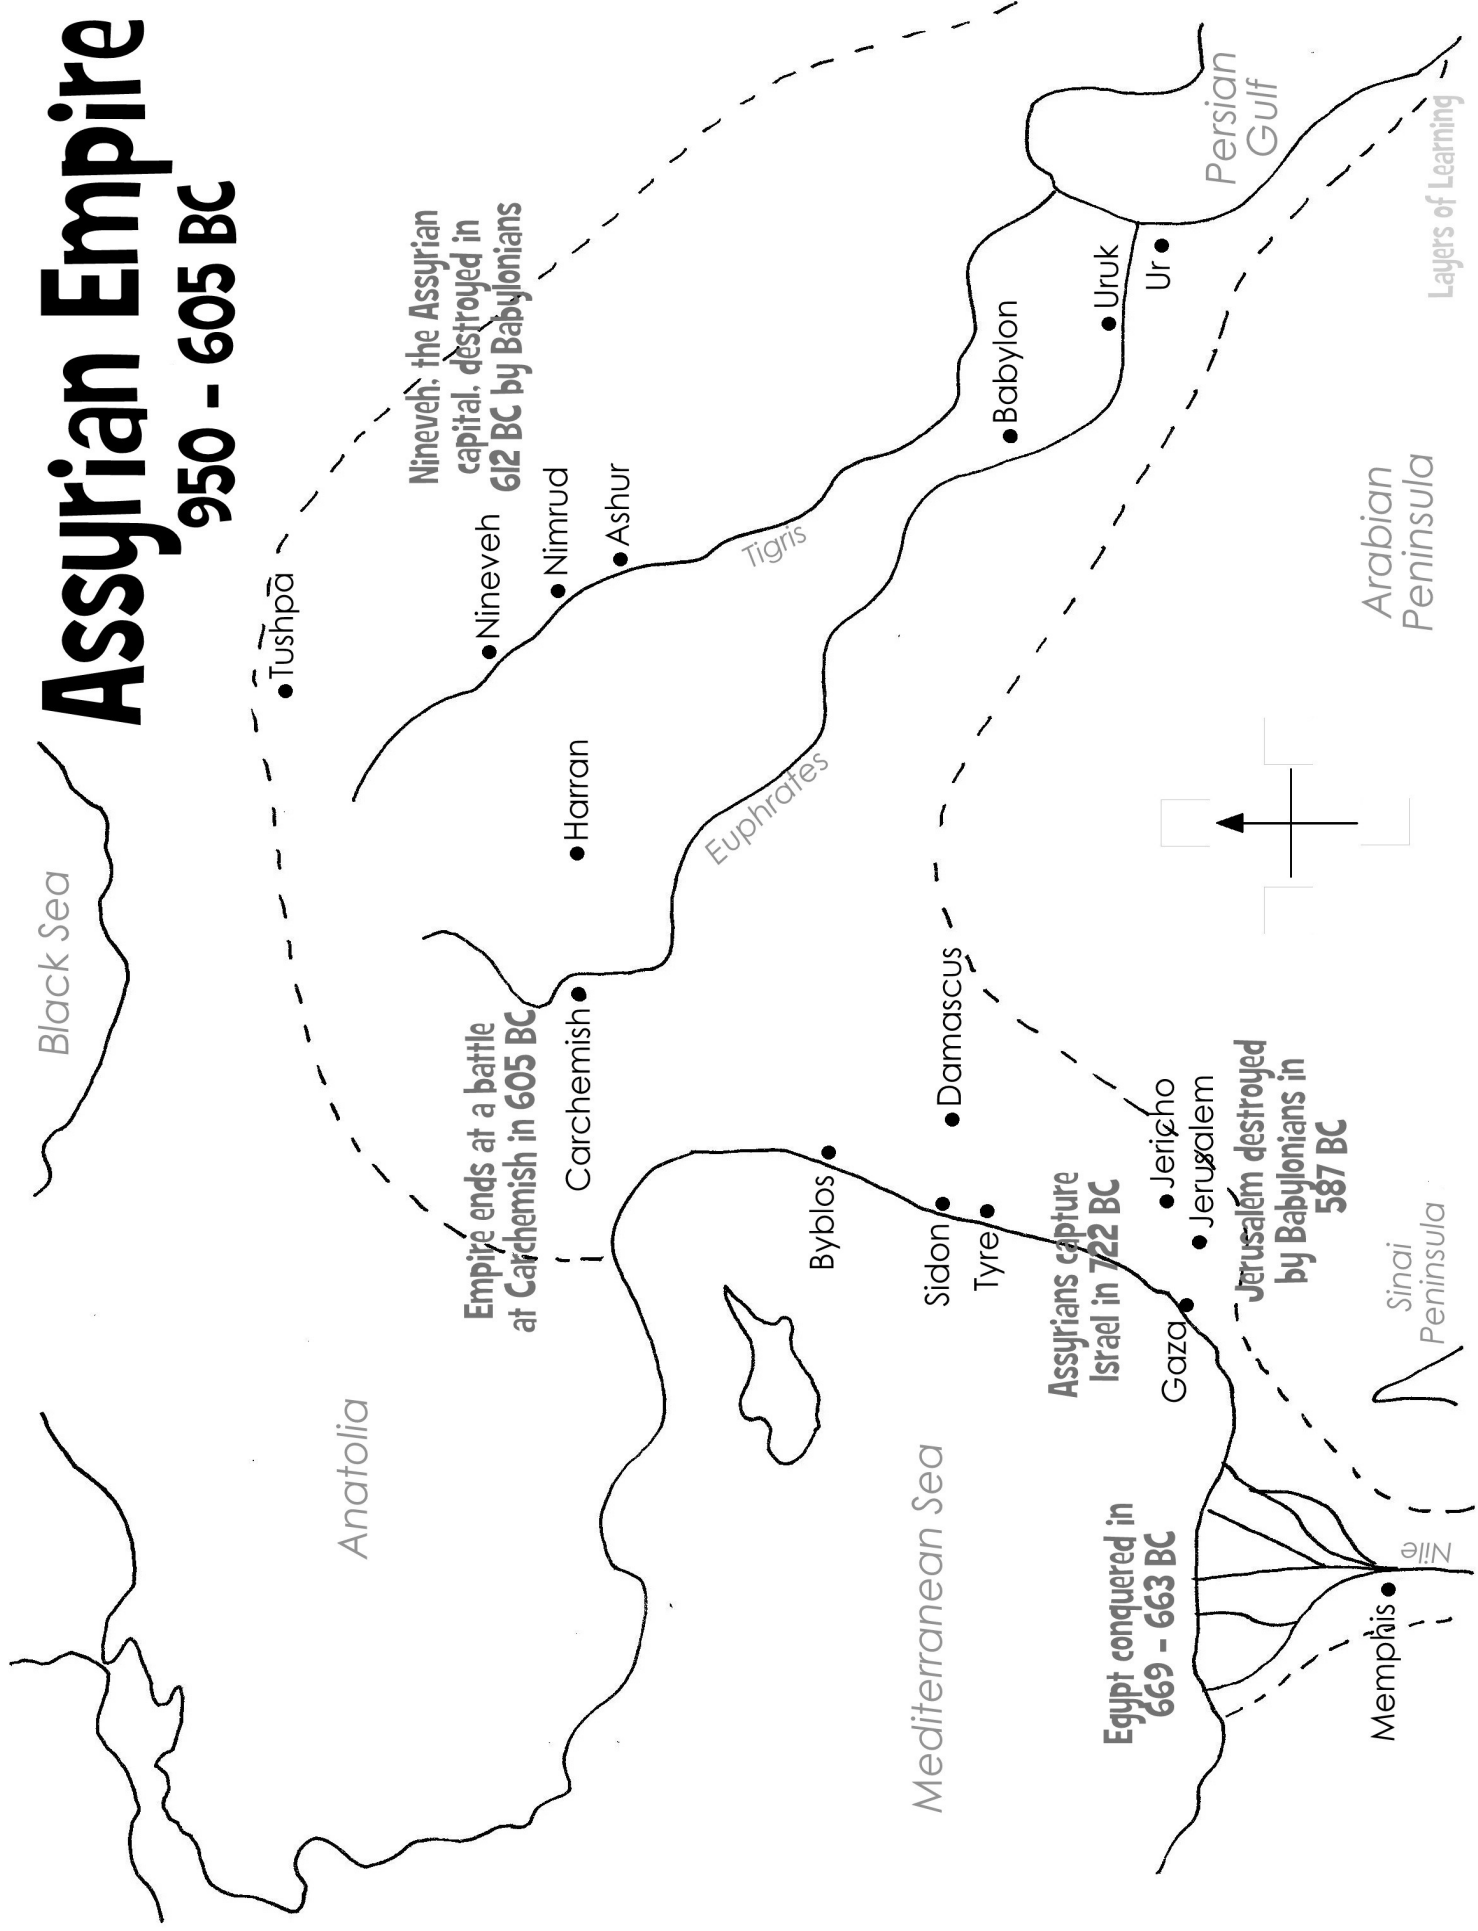 Assyrian Empire
950 - 605 BC
Black Sea
Anatolia
Tushpa
Nineveh, the Assyrian
capital, destroyed in
612 BC by Babylonians
Nineveh
Nimrud
Ashur
Harran
Empire ends at a battle
at Carchemish in 605 BC
Carchemish
Tigris
Euphrates
Byblos
Mediterranean Sea
Sidon
Damascus
Tyre
Babylon
Uruk
Ur
Persian
Gulf
Assyrians capture
Israel in 722 BC
Jericho
Jerusalem
Gaza
Jerusalem destroyed
by Babylonians in
587 BC
Egypt conquered in
669 - 663 BC
Memphis
Nile
Sinai
Peninsula
Arabian
Peninsula
Layers of Learning